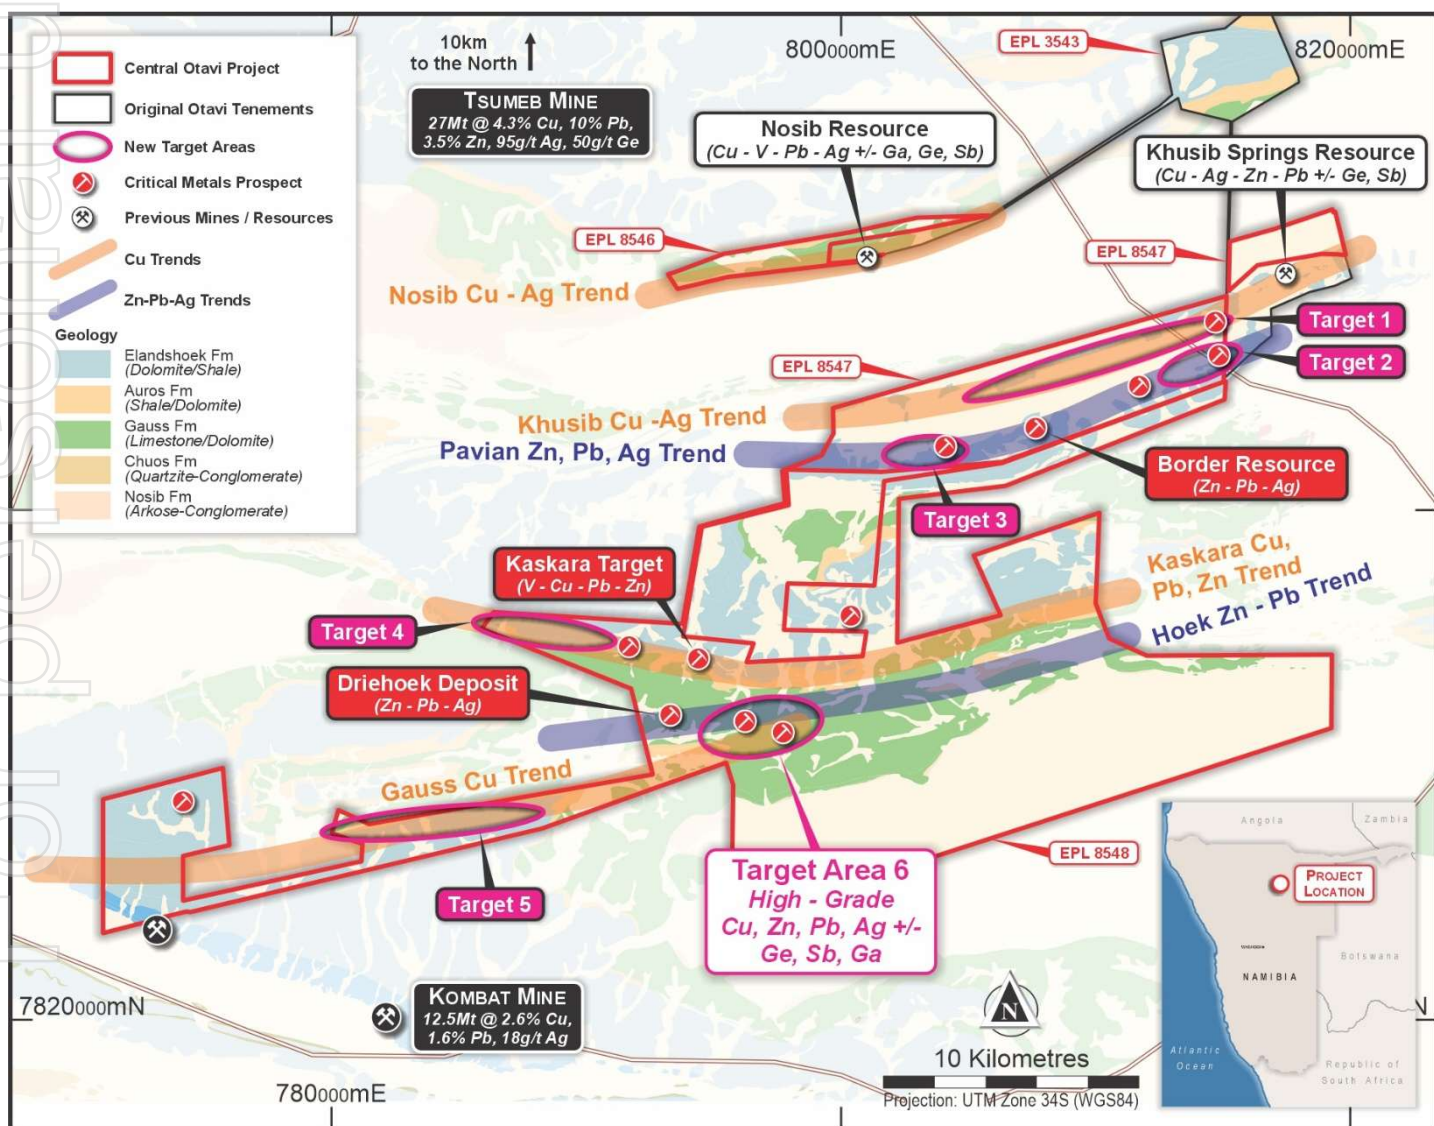 For personal use only
Central Otavi Project
Original Otavi Tenements
New Target Areas
Critical Metals Prospect
Previous Mines / Resources
Cu Trends
Zn-Pb-Ag Trends
Geology
Elandshoek Fm
(Dolomite/Shale)
Auros Fm
(Shale/Dolomite)
Gauss Fm
(Limestone/Dolomite)
Chuos Fm
(Quartzite-Conglomerate)
Nosib Fm
(Arkose-Conglomerate)
10km
to the North
TSUMEB MINE
27Mt @ 4.3% Cu, 10% Pb,
3.5% Zn, 95g/t Ag, 50g/t Ge
800000mE
EPL 3543
820000mE
Nosib Resource
(Cu - V - Pb - Ag +/- Ga, Ge, Sb)
Khusib Springs Resource
(Cu - Ag - Zn - Pb +/- Ge, Sb)
EPL 8546
EPL 8547
Nosib Cu - Ag Trend
Target 1
Target 2
EPL 8547
Khusib Cu -Ag Trend
Pavian Zn, Pb, Ag Trend
Border Resource
(Zn - Pb - Ag)
Target 3
Kaskara Target
(V - Cu - Pb - Zn)
Kaskara Cu,
Pb, Zn Trend
Hoek Zn - Pb Trend
Target 4
Driehoek Deposit
(Zn - Pb - Ag)
Gauss Cu Trend
Target 5
EPL 8548
Target Area 6
High - Grade
Cu, Zn, Pb, Ag +/-
Ge, Sb, Ga
7820000mN
N
KOMBAT MINE
12.5Mt @ 2.6% Cu,
1.6% Pb, 18g/t Ag
780000mE
N
10 Kilometres
Projection: UTM Zone 34S (WGS84)
Angola
Zambia
PROJECT
LOCATION
WINDHOEK
NAMIBIA
Botswana
Atlantic
Ocean
Republic of
South Africa